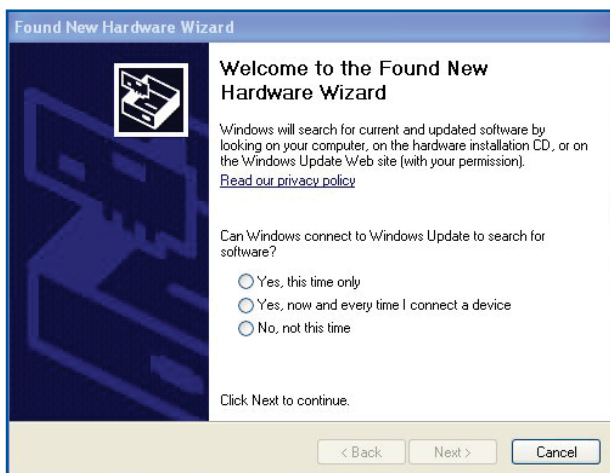 Found New Hardware Wizard
Welcome to the Found New
Hardware Wizard
Windows will search for current and updated software by
looking on your computer, on the hardware installation CD, or on
the Windows Update Web site (with your permission).
Read our privacy policy
Can Windows connect to Windows Update to search for
software?
Yes, this time only
Yes, now and every time I connect a device
No, not this time
Click Next to continue.
< Back Next > Cancel